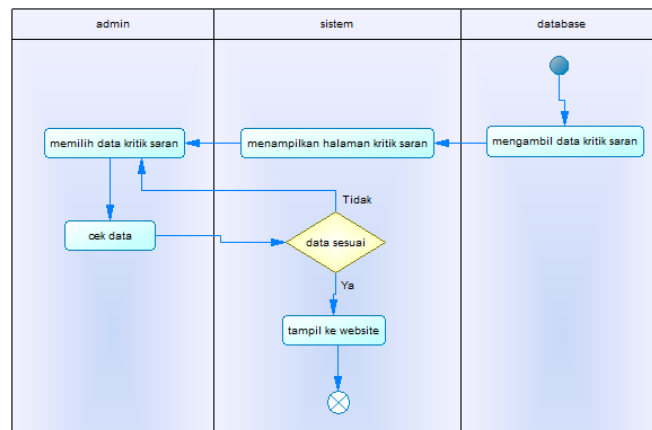 admin
sistem
database
memilih data kritik saran
menampilkan halaman kritik saran
mengambil data kritik saran
Tidak
cek data
data sesuai
Ya
tampil ke website